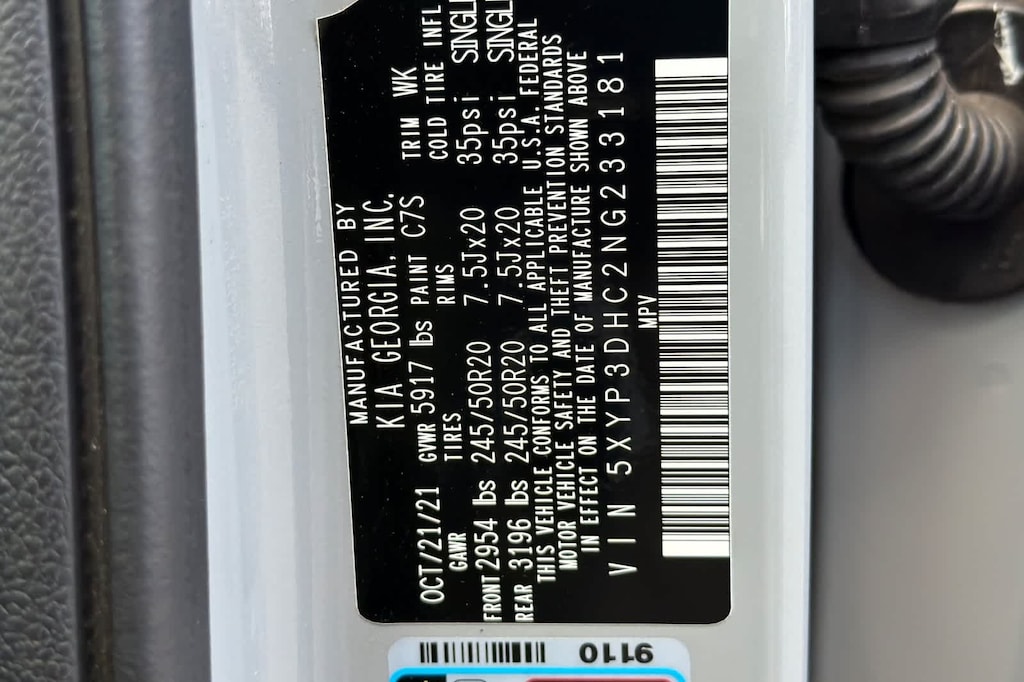 MANUFACTURED BY
KIA GEORGIA, INC.
OCT/21/21 GVWR 5917 lbs PAINT C7S TRIM WK
GAWR TIRES RIMS COLD TIRE INFL
FRONT 2954 lbs 245/50R20 7.5Jx20 35psi SINGL
REAR 3196 lbs 245/50R20 7.5Jx20 35psi SINGL
THIS VEHICLE CONFORMS TO ALL APPLICABLE U.S.A. FEDERAL
MOTOR VEHICLE SAFETY AND THEFT PREVENTION STANDARDS
IN EFFECT ON THE DATE OF MANUFACTURE SHOWN ABOVE
VIN 5XYP3DHC2NG233181
MPV
9110